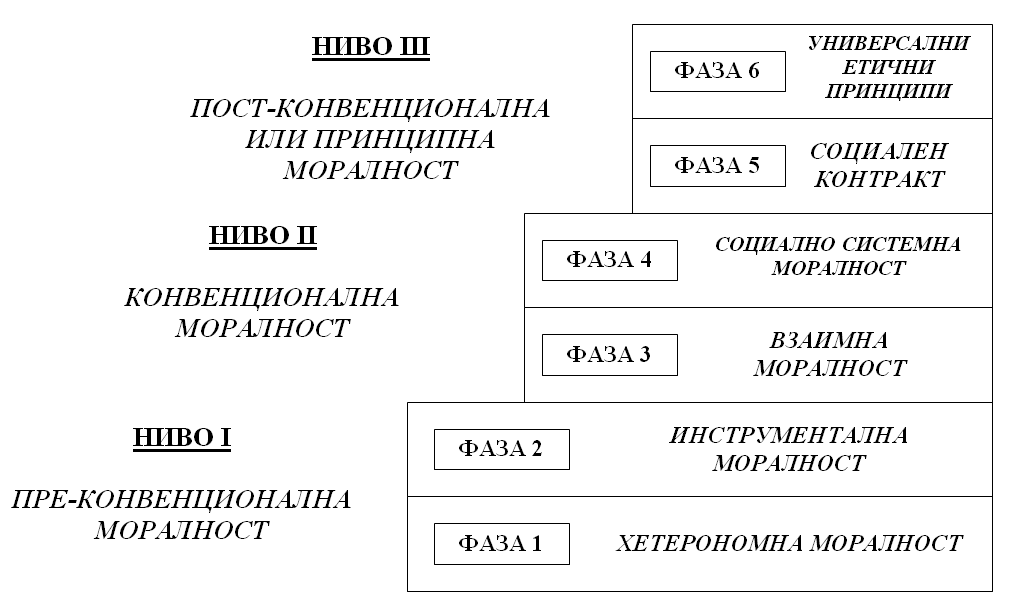 НИВО III
ПОСТ-КОНВЕНЦИОНАЛНА
ИЛИ ПРИНЦИПНА
МОРАЛНОСТ
ФАЗА 6
УНИВЕРСАЛНИ
ЕТИЧНИ
ПРИНЦИПИ
ФАЗА 5
СОЦИАЛЕН
КОНТРАКТ
НИВО II
КОНВЕНЦИОНАЛНА
МОРАЛНОСТ
ФАЗА 4
СОЦИАЛНО СИСТЕМНА
МОРАЛНОСТ
ФАЗА 3
ВЗАИМНА
МОРАЛНОСТ
НИВО I
ПРЕ-КОНВЕНЦИОНАЛНА
МОРАЛНОСТ
ФАЗА 2
ИНСТРУМЕНТАЛНА
МОРАЛНОСТ
ФАЗА 1
ХЕТЕРОНОМНА МОРАЛНОСТ